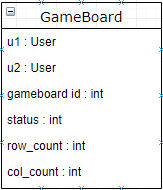 GameBoard
u1 : User
u2 : User
gameboard id : int
status : int
row_count : int
col_count : int